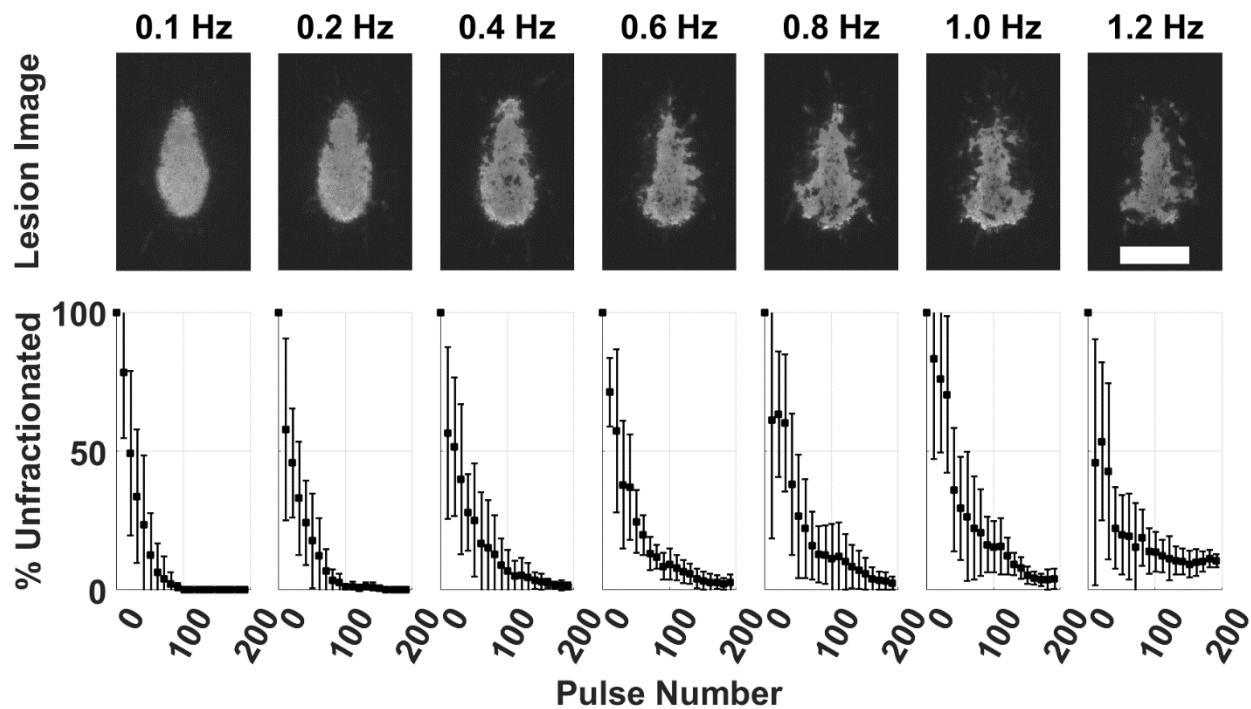 0.1 Hz 0.2 Hz 0.4 Hz 0.6 Hz 0.8 Hz 1.0 Hz 1.2 Hz
Lesion Image
% Unfractionated
100
50
0
0 100 200 0 100 200 0 100 200 0 100 200 0 100 200 0 100 200 0 100 200
Pulse Number